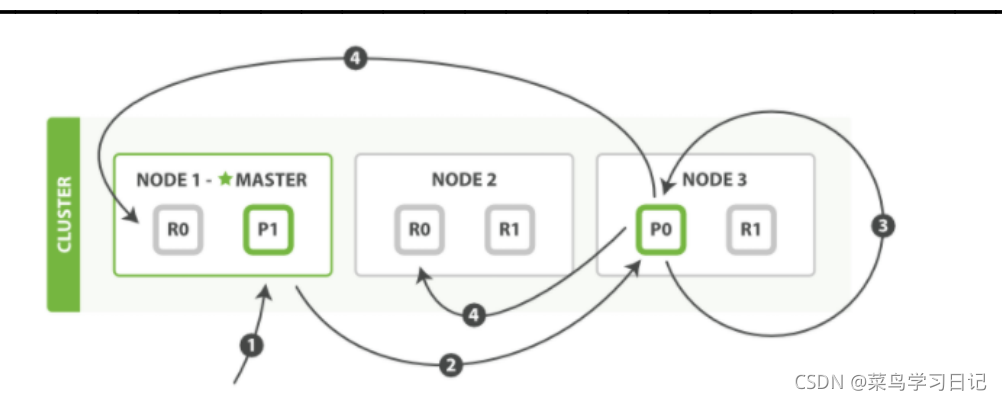 4
CLUSTER
NODE 1 - ★ MASTER
R0
P1
NODE 2
R0
R1
NODE 3
P0
R1
3
4
1
2
CSDN @菜鸟学习日记